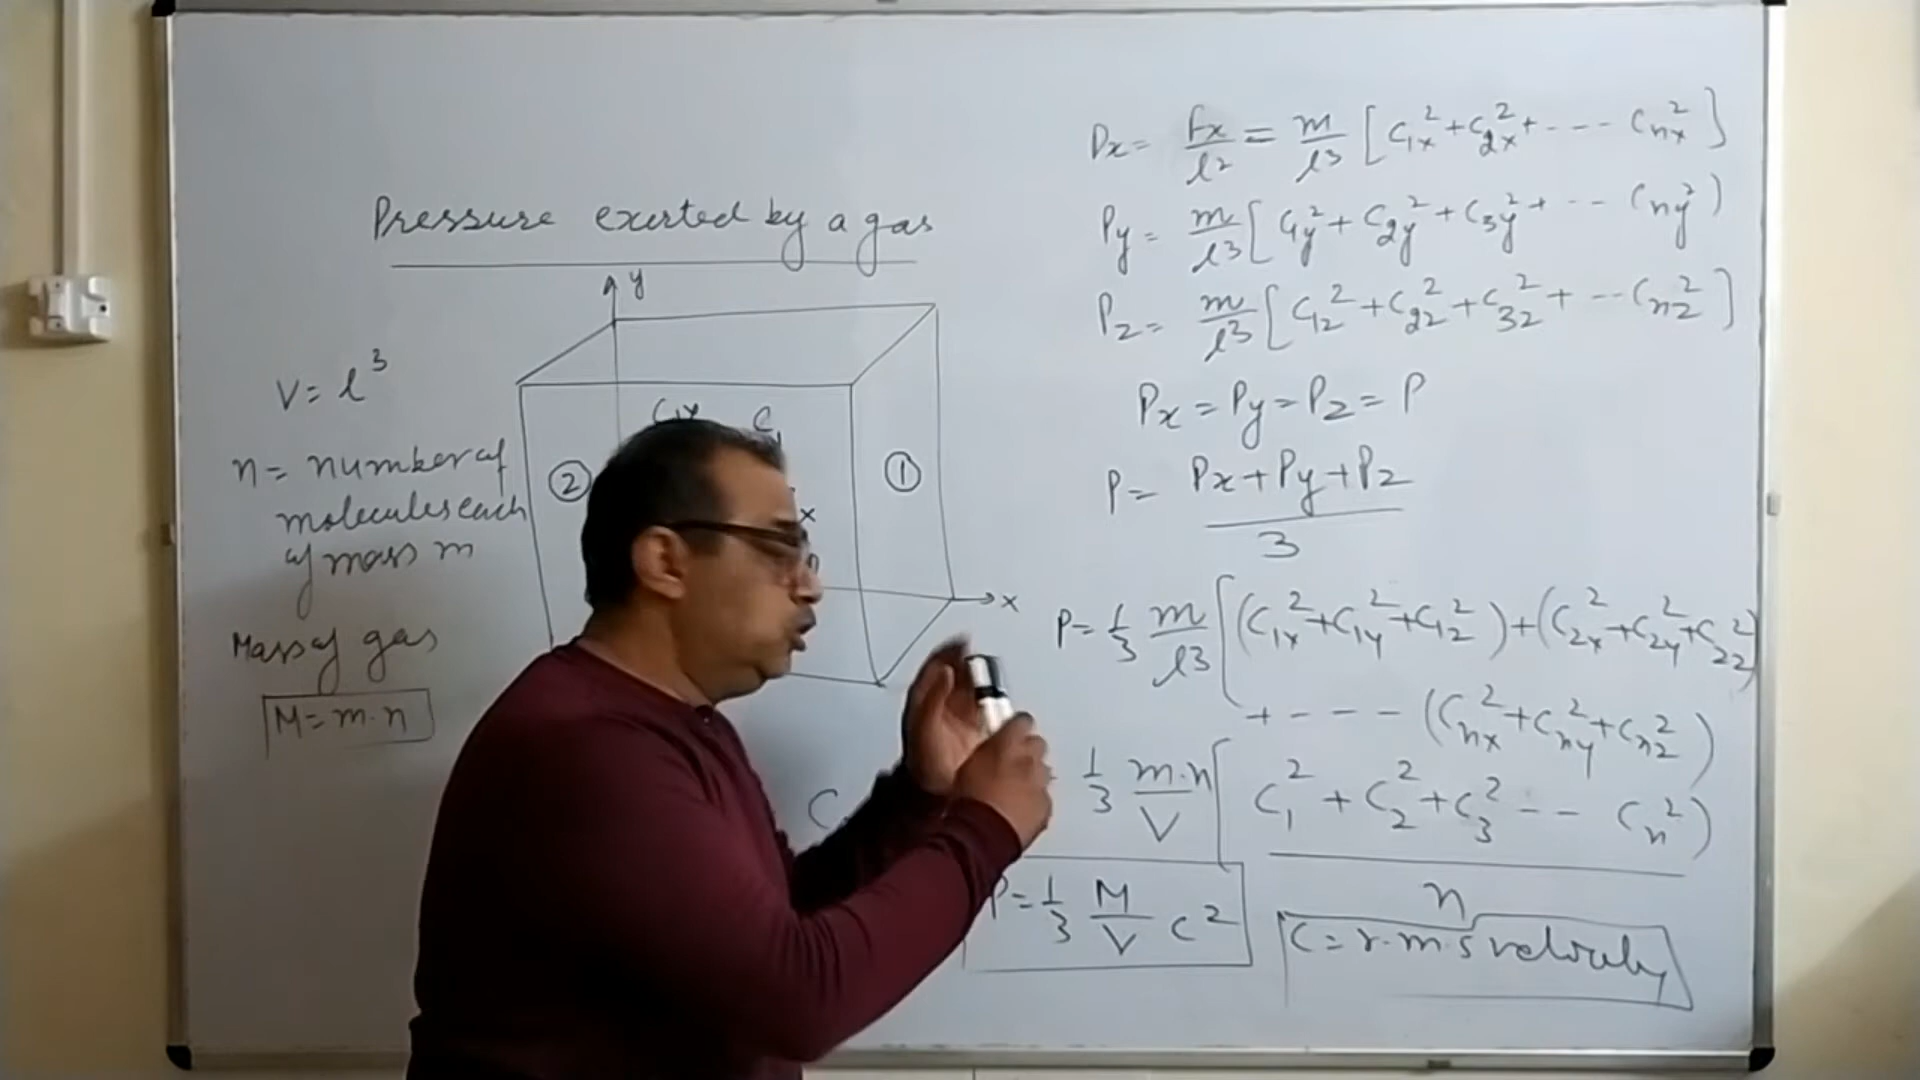 Pressure exerted by a gas
y
V = l³
n = number of
molecules each
of mass m
Mass of gas
M = m.n
C₁
②
①
x
x
Px = Fx/l² = m/l³ [C₁x² + C₂x² + --- Cnx²]
Py = m/l³ [C₁y² + C₂y² + C₃y² + -- Cny²)
Pz = m/l³ [C₁z² + C₂z² + C₃z² + -- Cnz²]
Px = Py = Pz = P
P = Px + Py + Pz / 3
P = 1/3 m/l³ [(C₁x² + C₁y² + C₁z²) + (C₂x² + C₂y² + C₂z²)
+ - - - (Cnx² + Cny² + Cnz²)
1/3 m.n/V [C₁² + C₂² + C₃² -- Cn²) / n
P = 1/3 M/V C²
C = r.m.s velocity